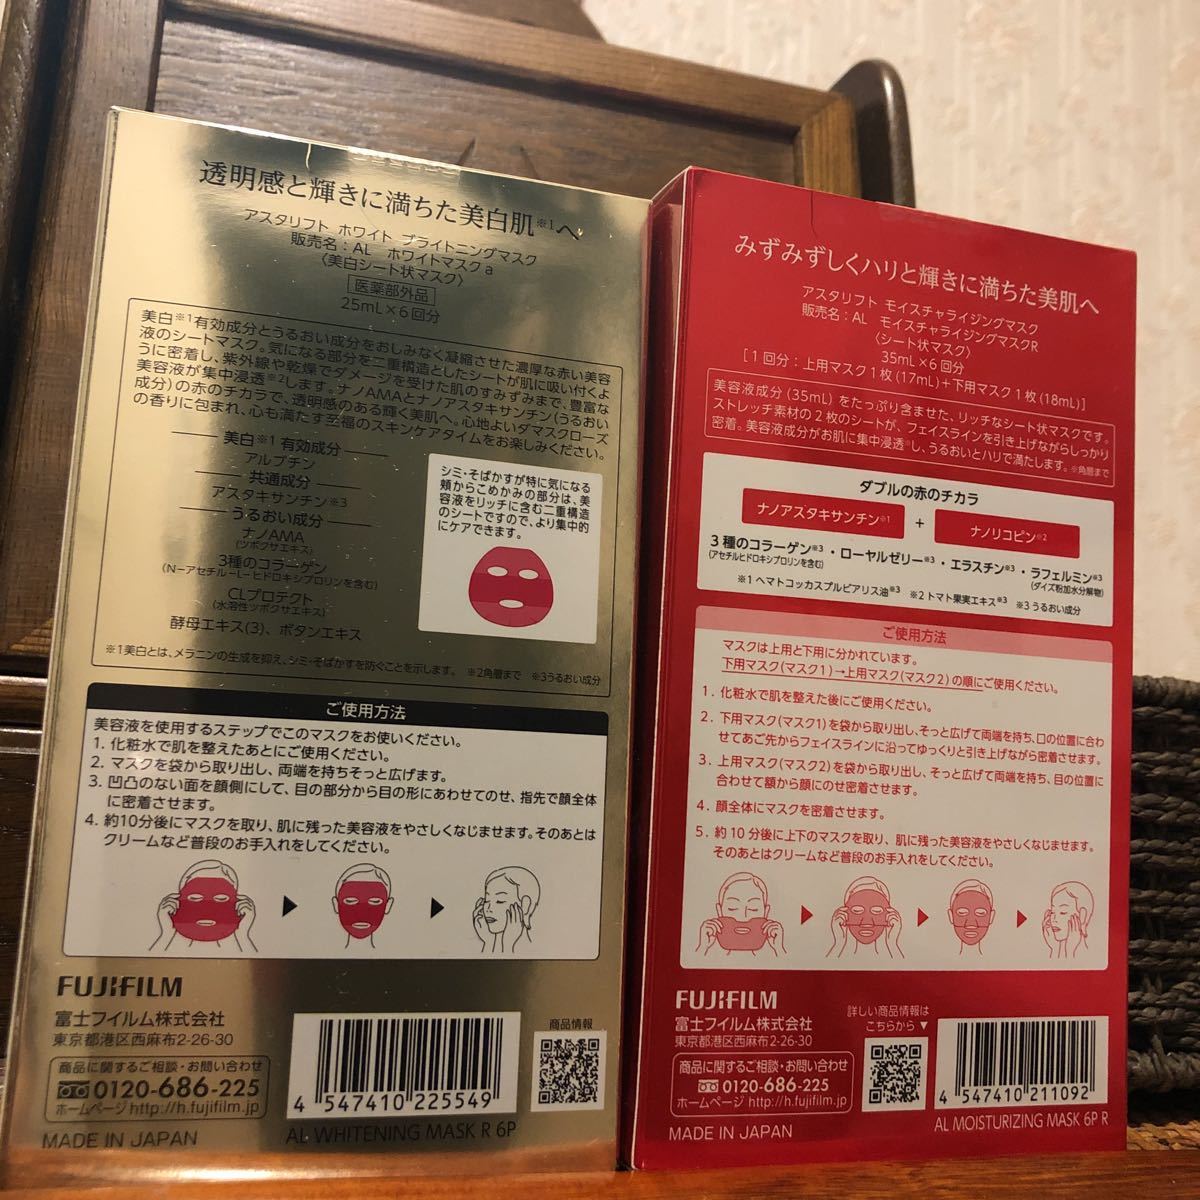 透明感と輝きに満ちた美白肌※1へ
アスタリフト ホワイト ブライトニングマスク
販売名：AL ホワイトマスクa
〈美白シート状マスク〉
医薬部外品
25mL×6回分
美白※1有効成分とうるおい成分をおしみなく凝縮させた濃厚な赤い美容
液のシートマスク。気になる部分を二重構造としたシートが肌に吸い付くよ
うに密着し、紫外線や乾燥でダメージを受けた肌のすみずみまで、豊富な
美容液が集中浸透※2します。ナノAMAとナノアスタキサンチン(うるおい
成分)の赤のチカラで、透明感のある輝く美肌へ。心地よいダマスクローズ
の香りに包まれ、心も満たす至福のスキンケアタイムをお楽しみください。
美白※1 有効成分
アルブチン
共通成分
アスタキサンチン※3
うるおい成分
ナノAMA
(ツボクサエキス)
3種のコラーゲン
(N-アセチル-L-ヒドロキシプロリンを含む)
CLプロテクト
(水溶性ツボクサエキス)
酵母エキス(3)、ボタンエキス
シミ・そばかすが特に気になる
頬からこめかみの部分は、美
容液をリッチに含む二重構造
のシートですので、より集中的
にケアできます。
※1美白とは、メラニンの生成を抑え、シミ・そばかすを防ぐことを示します。 ※2角層まで ※3うるおい成分
ご使用方法
美容液を使用するステップでこのマスクをお使いください。
1. 化粧水で肌を整えたあとにご使用ください。
2. マスクを袋から取り出し、両端を持ちそっと広げます。
3. 凹凸のない面を顔側にして、目の部分から目の形にあわせてのせ、指先で顔全体
に密着させます。
4. 約10分後にマスクを取り、肌に残った美容液をやさしくなじませます。そのあとは
クリームなど普段のお手入れをしてください。
FUJIFILM
富士フイルム株式会社
東京都港区西麻布2-26-30
商品に関するご相談・お問い合わせ
0120-686-225
ホームページ http://h.fujifilm.jp
MADE IN JAPAN
4 547410 225549
AL WHITENING MASK R 6P
商品情報
みずみずしくハリと輝きに満ちた美肌へ
アスタリフト モイスチャライジングマスク
販売名：AL モイスチャライジングマスクR
〈シート状マスク〉
35mL×6回分
[1回分：上用マスク1枚(17mL)+下用マスク1枚(18mL)]
美容液成分(35mL)をたっぷり含ませた、リッチなシート状マスクです。
ストレッチ素材の2枚のシートが、フェイスラインを引き上げながらしっかり
密着。美容液成分がお肌に集中浸透※し、うるおいとハリで満たします。※角層まで
ダブルの赤のチカラ
ナノアスタキサンチン※1 + ナノリコピン※2
3種のコラーゲン※3・ローヤルゼリー※3・エラスチン※3・ラフェルミン※3
(アセチルヒドロキシプロリンを含む) (ダイズ粉加水分解物)
※1ヘマトコッカスプルビアリス油※3 ※2トマト果実エキス※3 ※3うるおい成分
ご使用方法
マスクは上用と下用に分かれています。
下用マスク(マスク1)→上用マスク(マスク2)の順にご使用ください。
1. 化粧水で肌を整えた後にご使用ください。
2. 下用マスク(マスク1)を袋から取り出し、そっと広げて両端を持ち、口の位置に合わ
せてあご先からフェイスラインに沿ってゆっくりと引き上げながら密着させます。
3. 上用マスク(マスク2)を袋から取り出し、そっと広げて両端を持ち、目の位置に
合わせて額から顔にのせ密着させます。
4. 顔全体にマスクを密着させます。
5. 約10分後に上下のマスクを取り、肌に残った美容液をやさしくなじませます。
そのあとはクリームなど普段のお手入れをしてください。
FUJIFILM
富士フイルム株式会社
東京都港区西麻布2-26-30
商品に関するご相談・お問い合わせ
0120-686-225
ホームページ http://h.fujifilm.jp
MADE IN JAPAN
詳しい商品情報は
こちらから▼
4 547410 211092
AL MOISTURIZING MASK 6P R